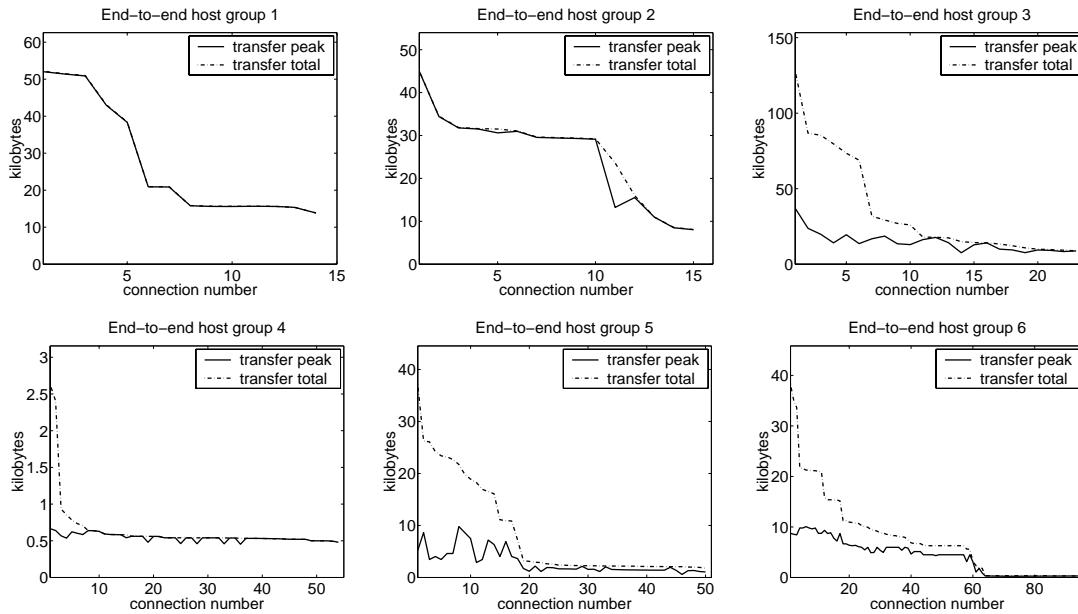 End-to-end host group 1
60
50
40
30
20
10
0
kilobytes
transfer peak
transfer total
5
10
15
connection number
End-to-end host group 2
50
40
30
20
10
0
kilobytes
transfer peak
transfer total
5
10
15
connection number
End-to-end host group 3
150
100
50
0
kilobytes
transfer peak
transfer total
5
10
15
20
connection number
End-to-end host group 4
3
2.5
2
1.5
1
0.5
0
kilobytes
transfer peak
transfer total
10
20
30
40
50
connection number
End-to-end host group 5
40
30
20
10
0
kilobytes
transfer peak
transfer total
10
20
30
40
50
connection number
End-to-end host group 6
40
30
20
10
0
kilobytes
transfer peak
transfer total
20
40
60
80
connection number